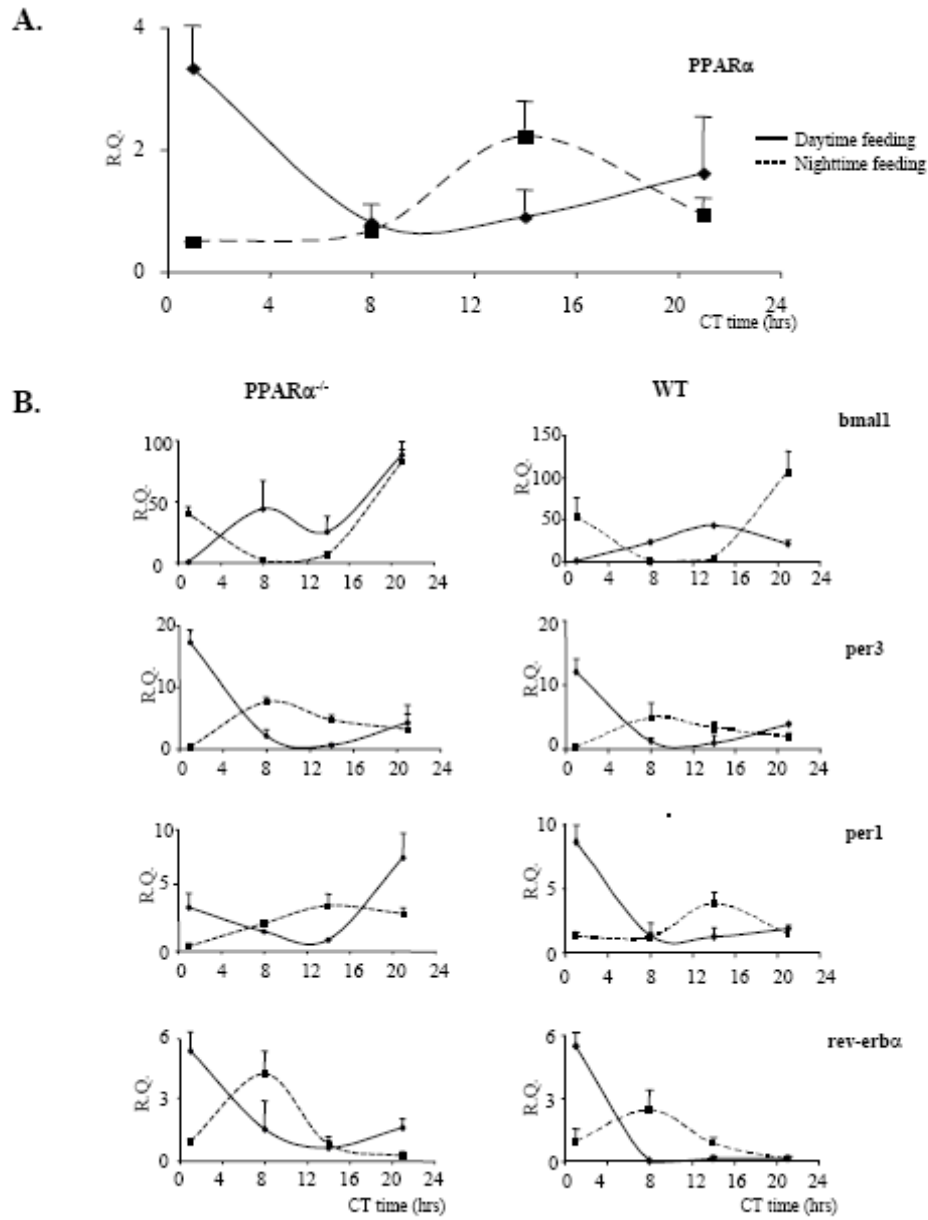 A.
4
PPARα
R.Q.
2
Daytime feeding
Nighttime feeding
0
0 4 8 12 16 20 24
CT time (hrs)
B.
PPARα-/- WT
bmal1
100
R.Q.
50
0
0 4 8 12 16 20 24
150
R.Q.
100
50
0
0 4 8 12 16 20 24
per3
20
R.Q.
10
0
0 4 8 12 16 20 24
20
R.Q.
10
0
0 4 8 12 16 20 24
per1
10
R.Q.
5
0
0 4 8 12 16 20 24
10
R.Q.
5
0
0 4 8 12 16 20 24
rev-erbα
6
R.Q.
3
0
0 4 8 12 16 20 24
CT time (hrs)
6
R.Q.
3
0
0 4 8 12 16 20 24
CT time (hrs)